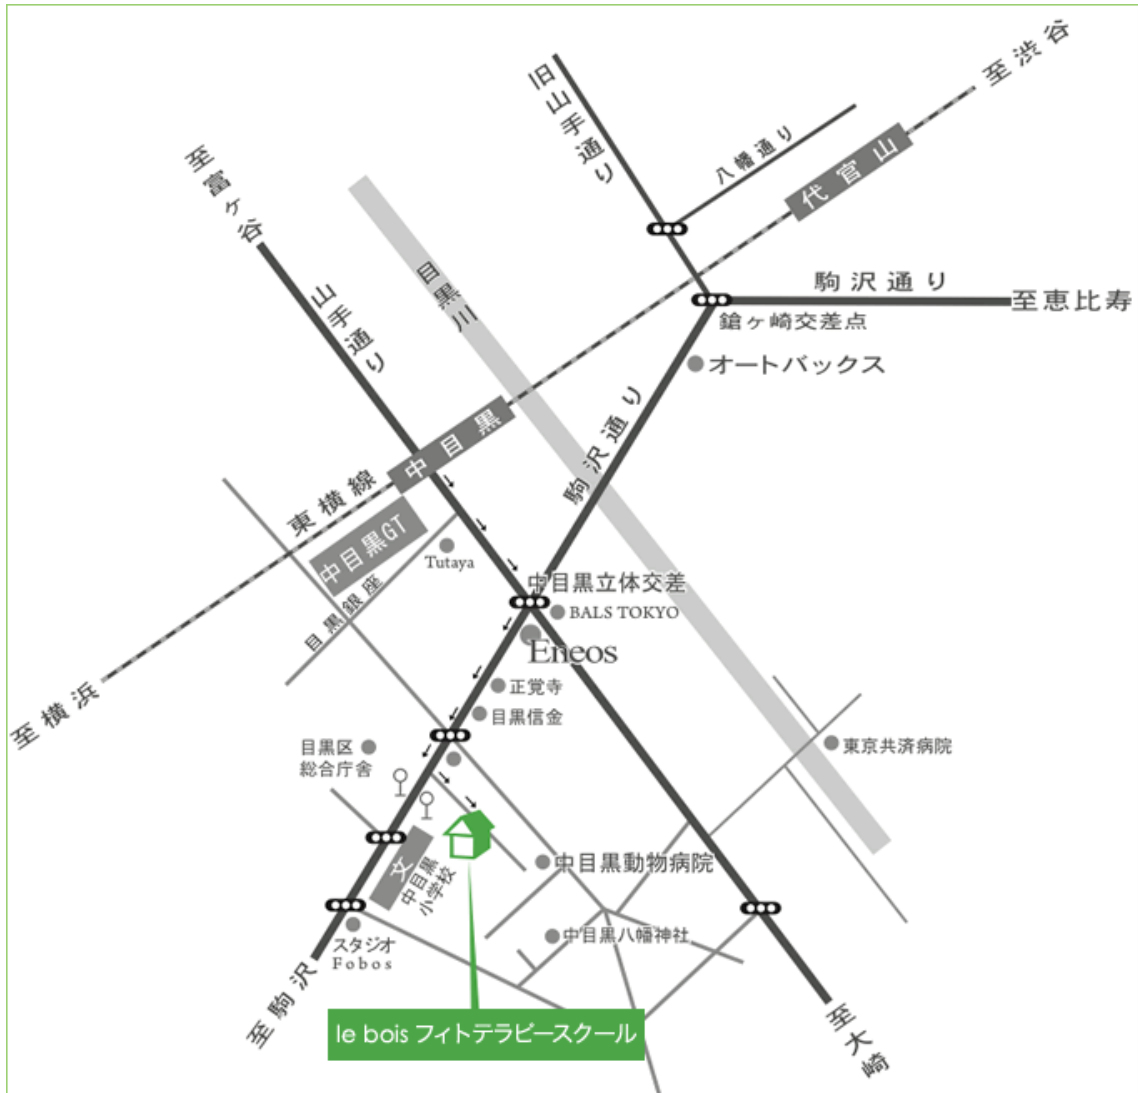 至渋谷
旧山手通り
八幡通り
代官山
至富ヶ谷
山手通り
目黒川
駒沢通り
至恵比寿
鎗ヶ崎交差点
オートバックス
駒沢通り
中目黒
東横線
中目黒GT
Tutaya
目黒銀座
中目黒立体交差
BALS TOKYO
Eneos
正覚寺
目黒信金
至横浜
目黒区
総合庁舎
東京共済病院
文
中目黒
小学校
中目黒動物病院
中目黒八幡神社
スタジオ
Fobos
至駒沢
至大崎
le bois フィトテラピースクール